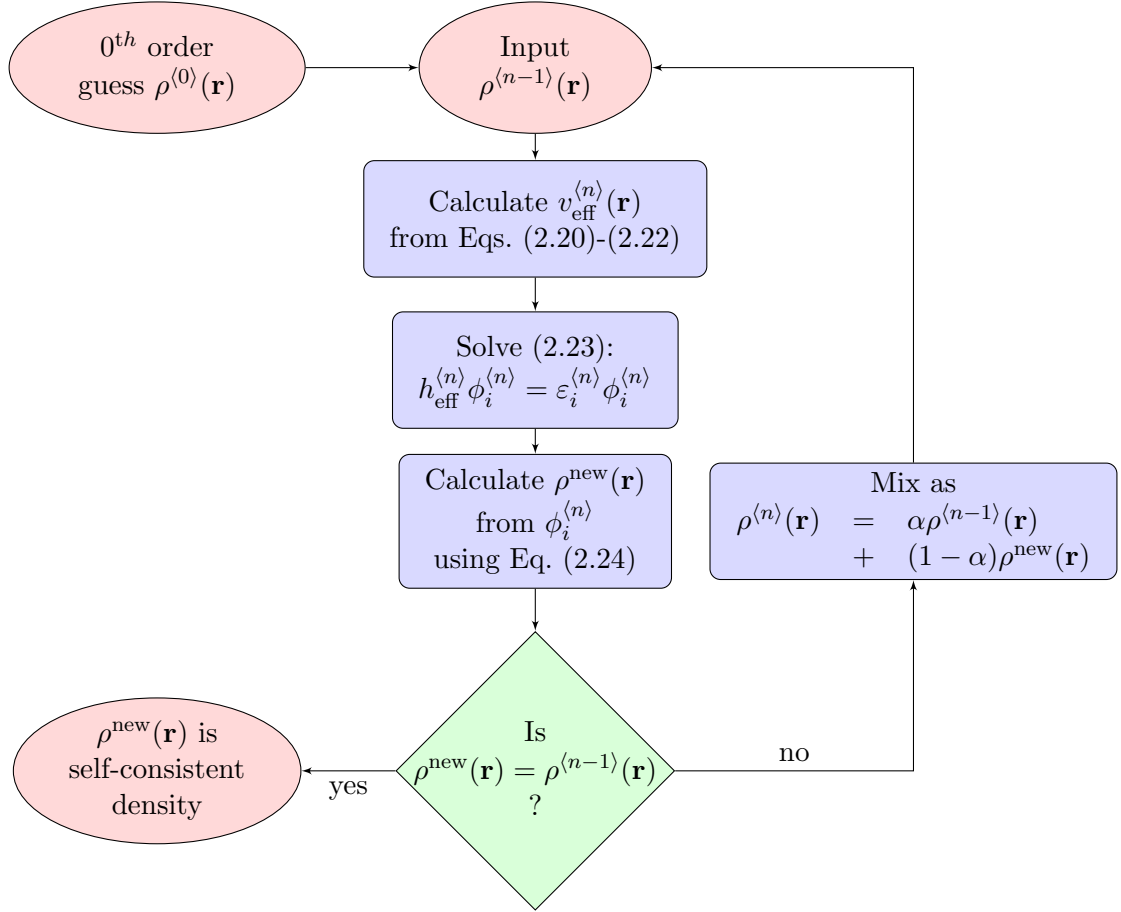 0ᵗʰ order
guess ρ^⟨0⟩(𝐫)
Input
ρ^⟨n−1⟩(𝐫)
Calculate v_eff^⟨n⟩(𝐫)
from Eqs. (2.20)-(2.22)
Solve (2.23):
h_eff^⟨n⟩ϕ_i^⟨n⟩ = ε_i^⟨n⟩ϕ_i^⟨n⟩
Calculate ρ^new(𝐫)
from ϕ_i^⟨n⟩
using Eq. (2.24)
Mix as
ρ^⟨n⟩(𝐫) = αρ^⟨n−1⟩(𝐫)
+ (1 − α)ρ^new(𝐫)
Is
ρ^new(𝐫) = ρ^⟨n−1⟩(𝐫)
?
no
yes
ρ^new(𝐫) is
self-consistent
density